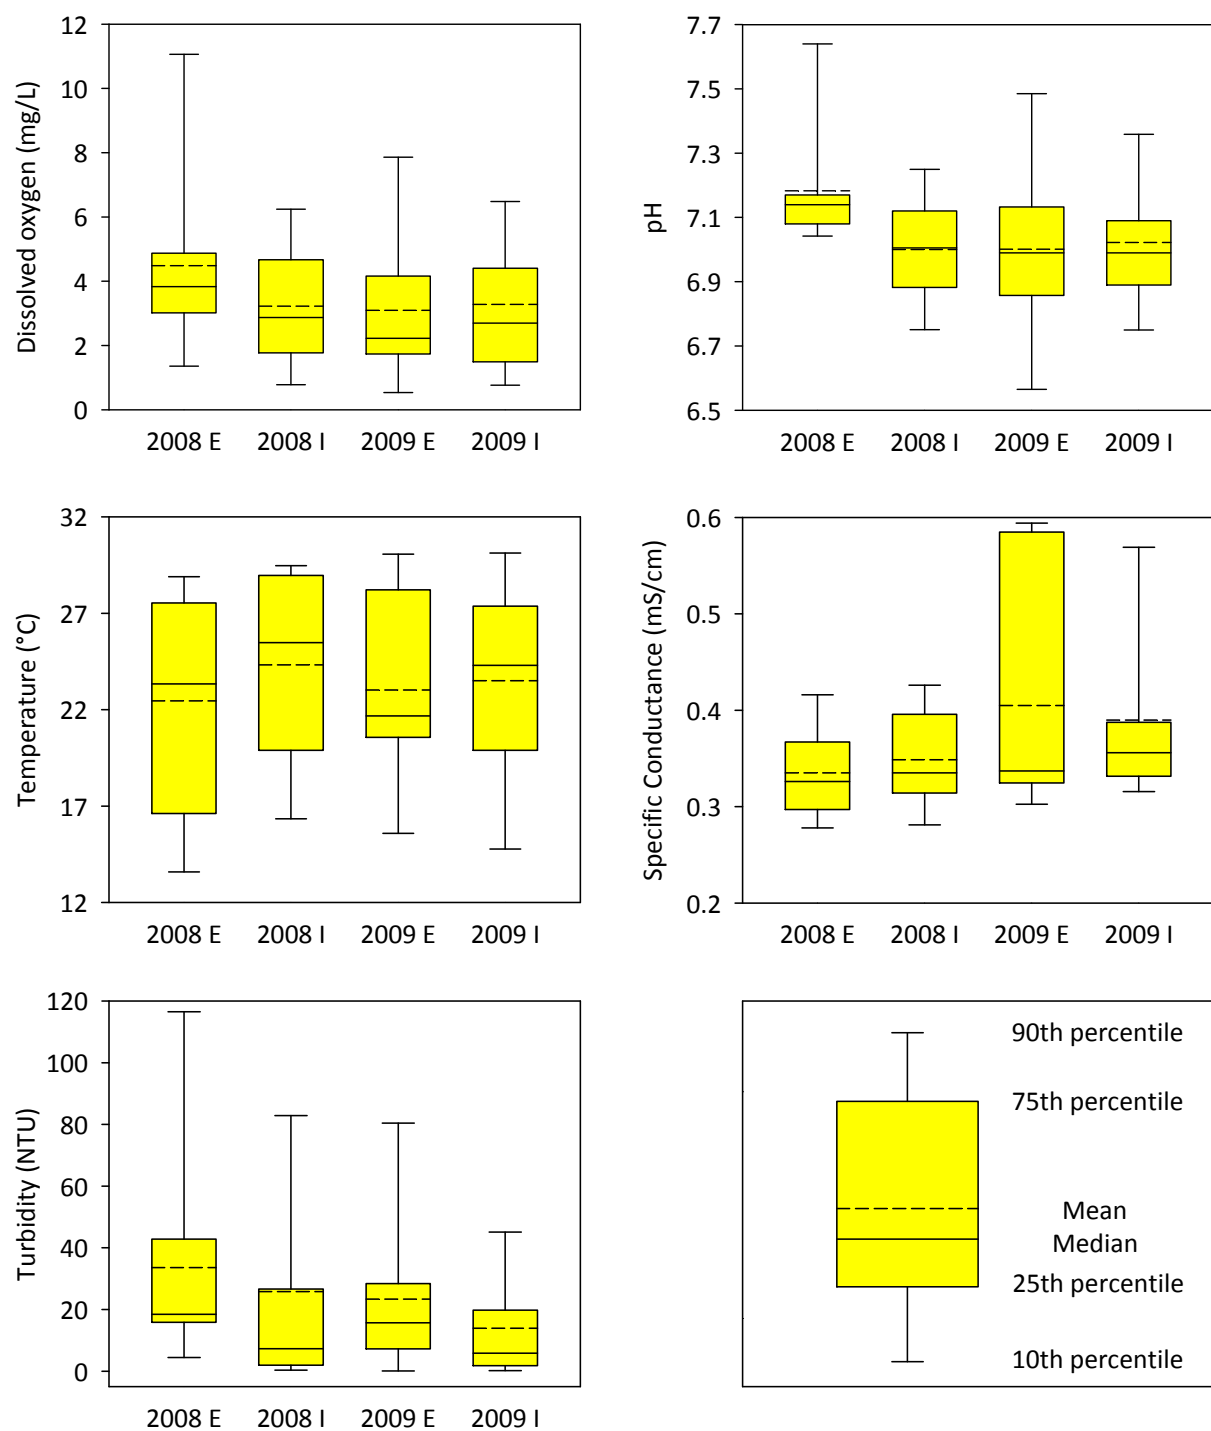 Dissolved oxygen (mg/L)
12
10
8
6
4
2
0
2008 E 2008 I 2009 E 2009 I
pH
7.7
7.5
7.3
7.1
6.9
6.7
6.5
2008 E 2008 I 2009 E 2009 I
Temperature (°C)
32
27
22
17
12
2008 E 2008 I 2009 E 2009 I
Specific Conductance (mS/cm)
0.6
0.5
0.4
0.3
0.2
2008 E 2008 I 2009 E 2009 I
Turbidity (NTU)
120
100
80
60
40
20
0
2008 E 2008 I 2009 E 2009 I
90th percentile
75th percentile
Mean
Median
25th percentile
10th percentile